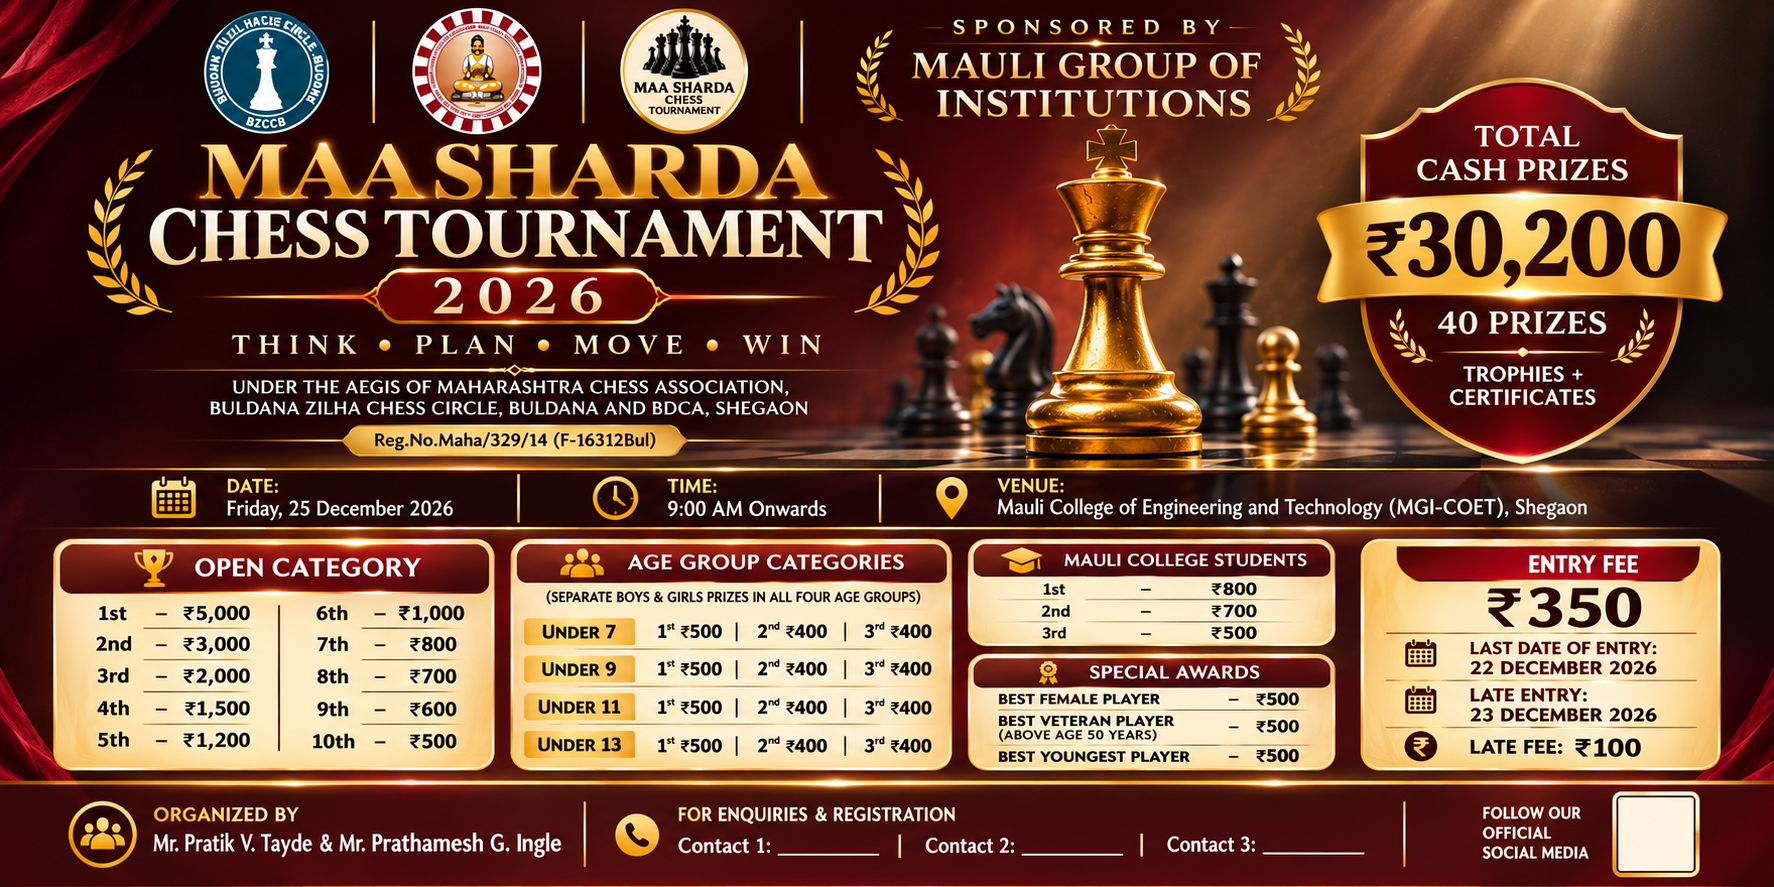 BZCCB
MAA SHARDA
CHESS
TOURNAMENT
SPONSORED BY
MAULI GROUP OF
INSTITUTIONS
MAA SHARDA
CHESS TOURNAMENT
2026
THINK • PLAN • MOVE • WIN
UNDER THE AEGIS OF MAHARASHTRA CHESS ASSOCIATION,
BULDANA ZILHA CHESS CIRCLE, BULDANA AND BDCA, SHEGAON
Reg.No.Maha/329/14 (F-16312Bul)
TOTAL
CASH PRIZES
₹30,200
40 PRIZES
TROPHIES +
CERTIFICATES
DATE:
Friday, 25 December 2026
TIME:
9:00 AM Onwards
VENUE:
Mauli College of Engineering and Technology (MGI-COET), Shegaon
OPEN CATEGORY
1st – ₹5,000
2nd – ₹3,000
3rd – ₹2,000
4th – ₹1,500
5th – ₹1,200
6th – ₹1,000
7th – ₹800
8th – ₹700
9th – ₹600
10th – ₹500
AGE GROUP CATEGORIES
(SEPARATE BOYS & GIRLS PRIZES IN ALL FOUR AGE GROUPS)
UNDER 7 1st ₹500 | 2nd ₹400 | 3rd ₹400
UNDER 9 1st ₹500 | 2nd ₹400 | 3rd ₹400
UNDER 11 1st ₹500 | 2nd ₹400 | 3rd ₹400
UNDER 13 1st ₹500 | 2nd ₹400 | 3rd ₹400
MAULI COLLEGE STUDENTS
1st – ₹800
2nd – ₹700
3rd – ₹500
SPECIAL AWARDS
BEST FEMALE PLAYER – ₹500
BEST VETERAN PLAYER
(ABOVE AGE 50 YEARS) – ₹500
BEST YOUNGEST PLAYER – ₹500
ENTRY FEE
₹350
LAST DATE OF ENTRY:
22 DECEMBER 2026
LATE ENTRY:
23 DECEMBER 2026
LATE FEE: ₹100
ORGANIZED BY
Mr. Pratik V. Tayde & Mr. Prathamesh G. Ingle
FOR ENQUIRIES & REGISTRATION
Contact 1: __________ | Contact 2: __________ | Contact 3: __________
FOLLOW OUR
OFFICIAL
SOCIAL MEDIA